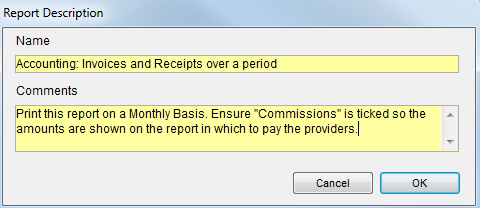 Report Description
Name
Accounting: Invoices and Receipts over a period
Comments
Print this report on a Monthly Basis. Ensure "Commissions" is ticked so the
amounts are shown on the report in which to pay the providers.
Cancel
OK